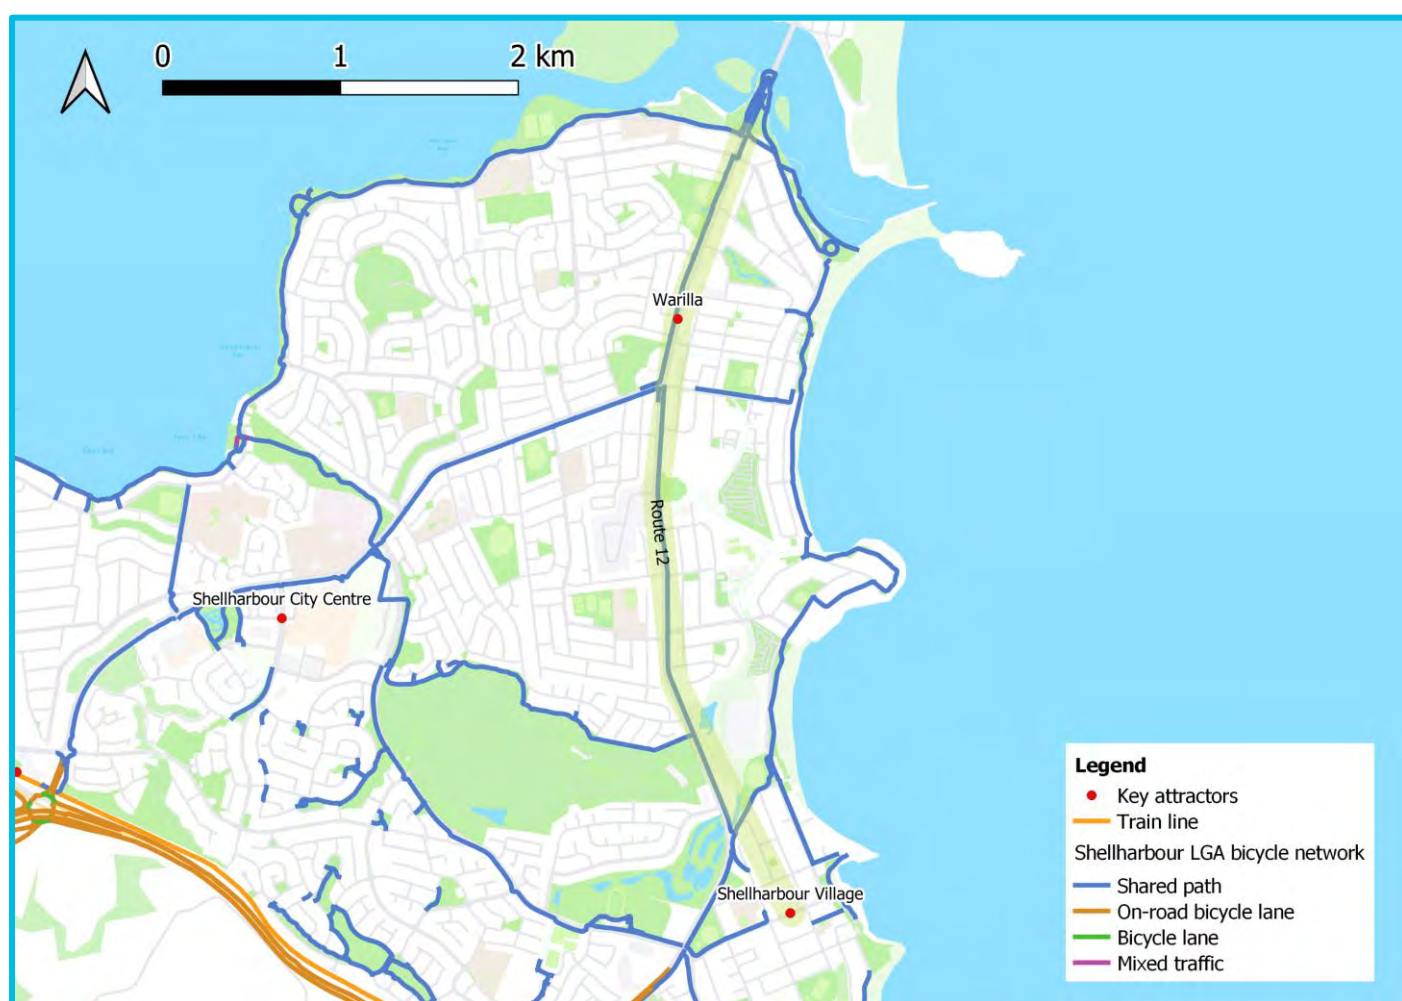 0 1 2 km
Warilla
Route 12
Shellharbour City Centre
Shellharbour Village
Legend
Key attractors
Train line
Shellharbour LGA bicycle network
Shared path
On-road bicycle lane
Bicycle lane
Mixed traffic